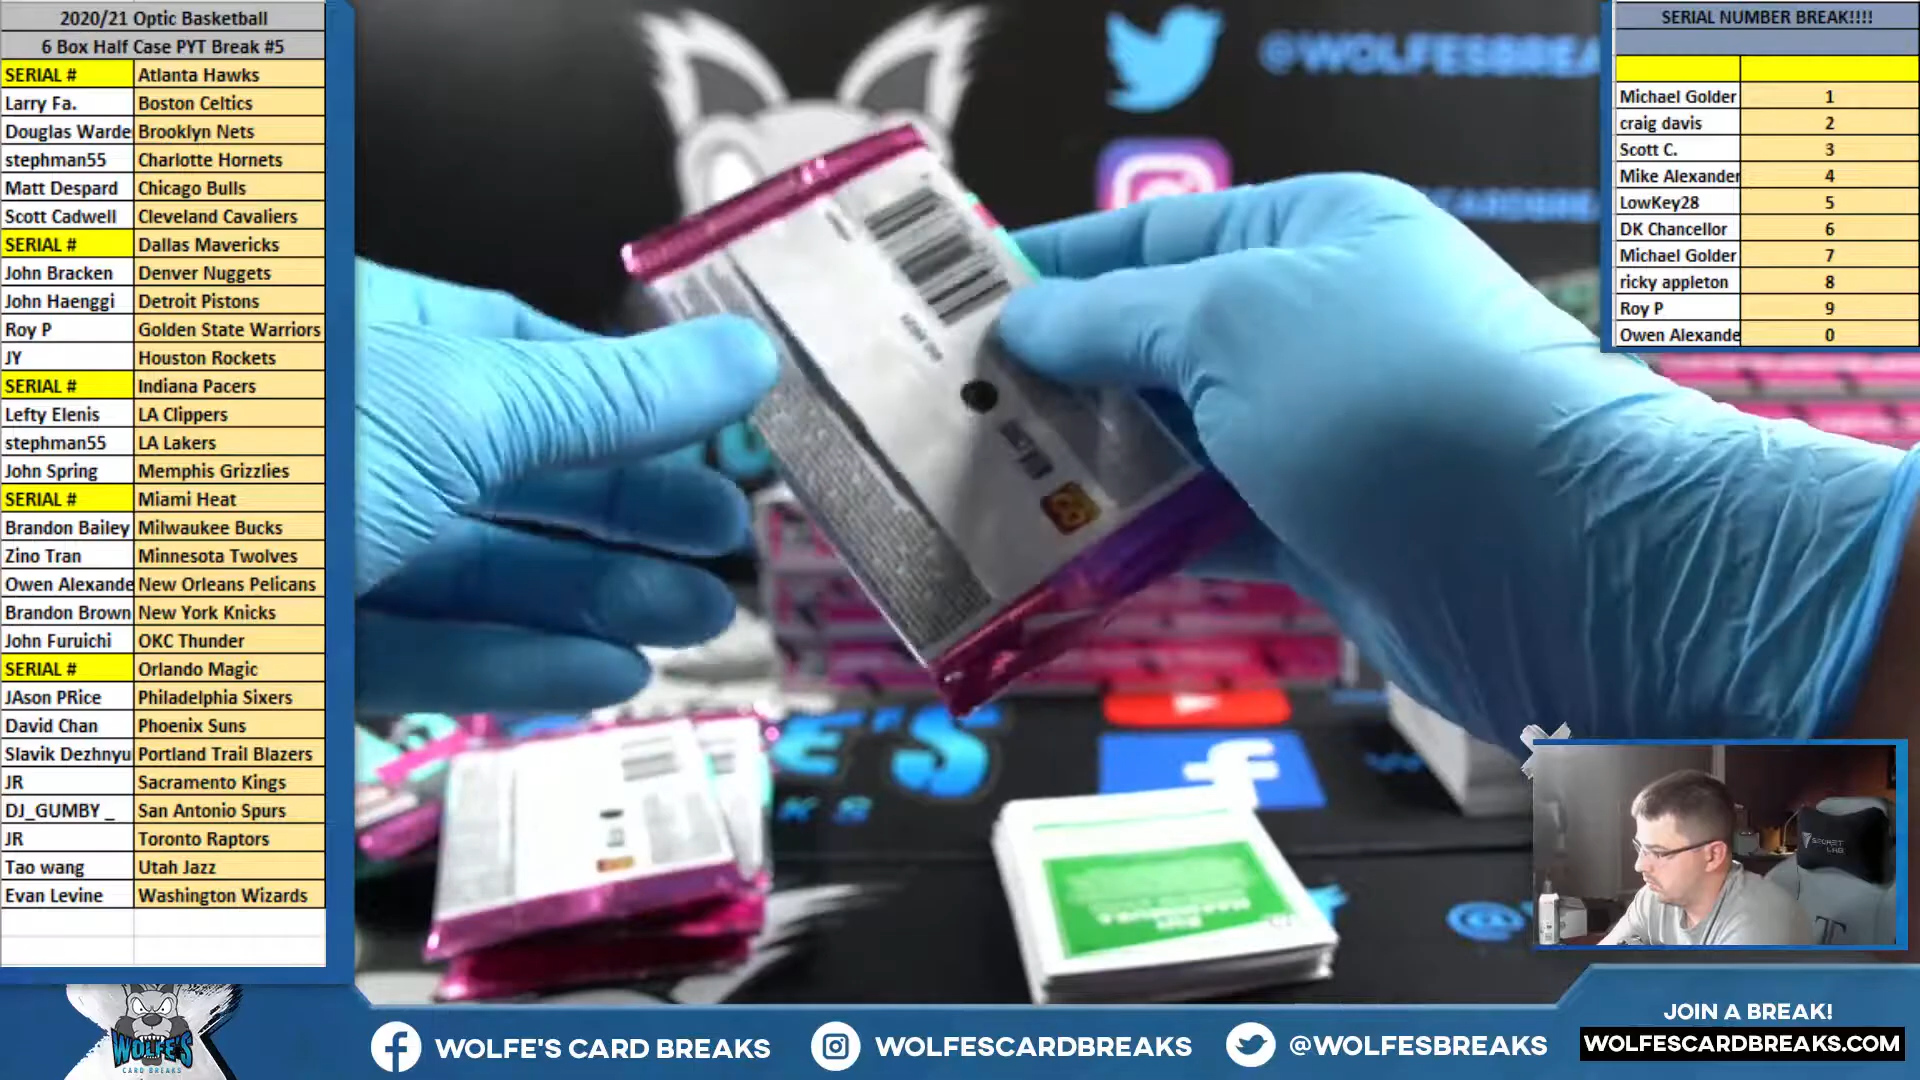 2020/21 Optic Basketball
6 Box Half Case PYT Break #5
SERIAL # Atlanta Hawks
Larry Fa. Boston Celtics
Douglas Warde Brooklyn Nets
stephman55 Charlotte Hornets
Matt Despard Chicago Bulls
Scott Cadwell Cleveland Cavaliers
SERIAL # Dallas Mavericks
John Bracken Denver Nuggets
John Haenggi Detroit Pistons
Roy P Golden State Warriors
JY Houston Rockets
SERIAL # Indiana Pacers
Lefty Elenis LA Clippers
stephman55 LA Lakers
John Spring Memphis Grizzlies
SERIAL # Miami Heat
Brandon Bailey Milwaukee Bucks
Zino Tran Minnesota Twolves
Owen Alexande New Orleans Pelicans
Brandon Brown New York Knicks
John Furuichi OKC Thunder
SERIAL # Orlando Magic
JAson PRice Philadelphia Sixers
David Chan Phoenix Suns
Slavik Dezhnyu Portland Trail Blazers
JR Sacramento Kings
DJ_GUMBY_ San Antonio Spurs
JR Toronto Raptors
Tao wang Utah Jazz
Evan Levine Washington Wizards
@WOLFESBREA
SERIAL NUMBER BREAK!!!!
Michael Golder 1
craig davis 2
Scott C. 3
Mike Alexander 4
LowKey28 5
DK Chancellor 6
Michael Golder 7
ricky appleton 8
Roy P 9
Owen Alexande 0
WOLFE'S
CARD BREAKS
WOLFE'S CARD BREAKS
WOLFESCARDBREAKS
@WOLFESBREAKS
JOIN A BREAK!
WOLFESCARDBREAKS.COM